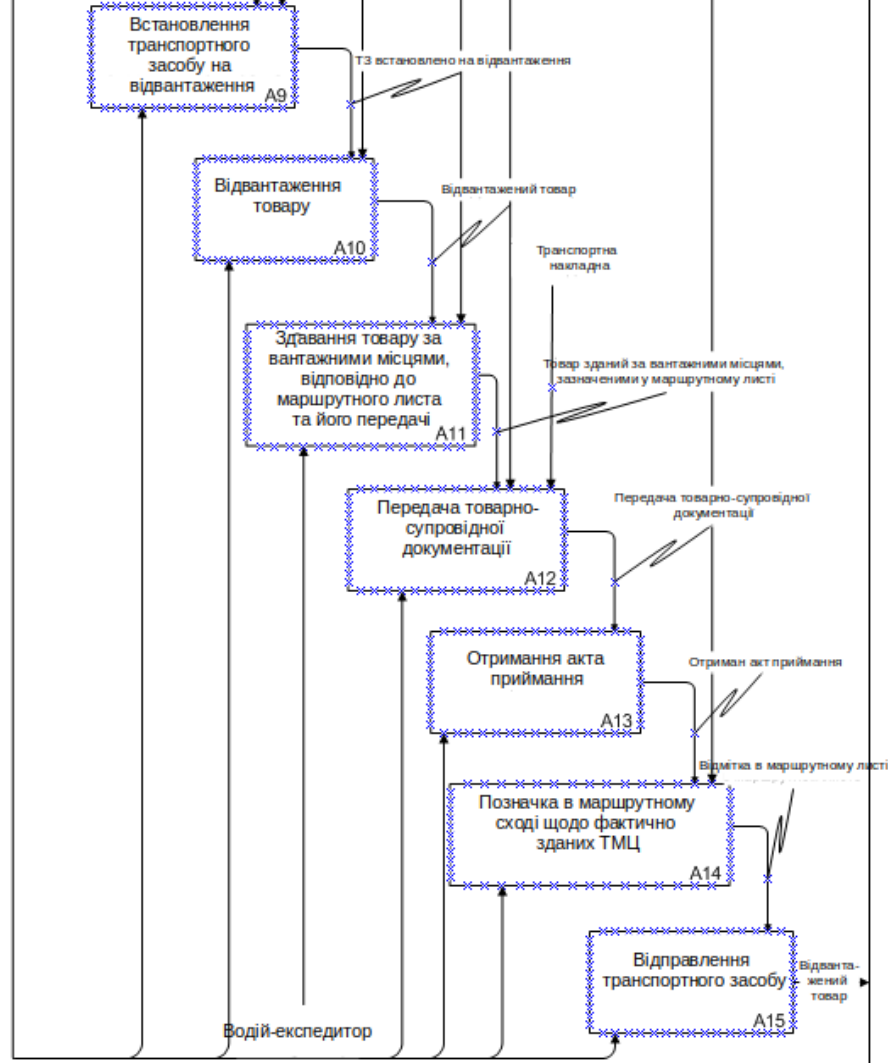 Встановлення
транспортного
засобу на
відвантаження
A9
ТЗ встановлено на відвантаження
Відвантаження
товару
A10
Відвантажений товар
Транспортна
накладна
Здавання товару за
вантажними місцями,
відповідно до
маршрутного листа
та його передачі
A11
Товар зданий за вантажними місцями,
зазначеними у маршрутному листі
Передача товарно-
супровідної
документації
A12
Передача товарно-супровідної
документації
Отримання акта
приймання
A13
Отриман акт приймання
Відмітка в маршрутному листі
Позначка в маршрутному
сході щодо фактично
зданих ТМЦ
A14
Відправлення
транспортного засобу
A15
Відванта-
жений
товар
Водій-експедитор